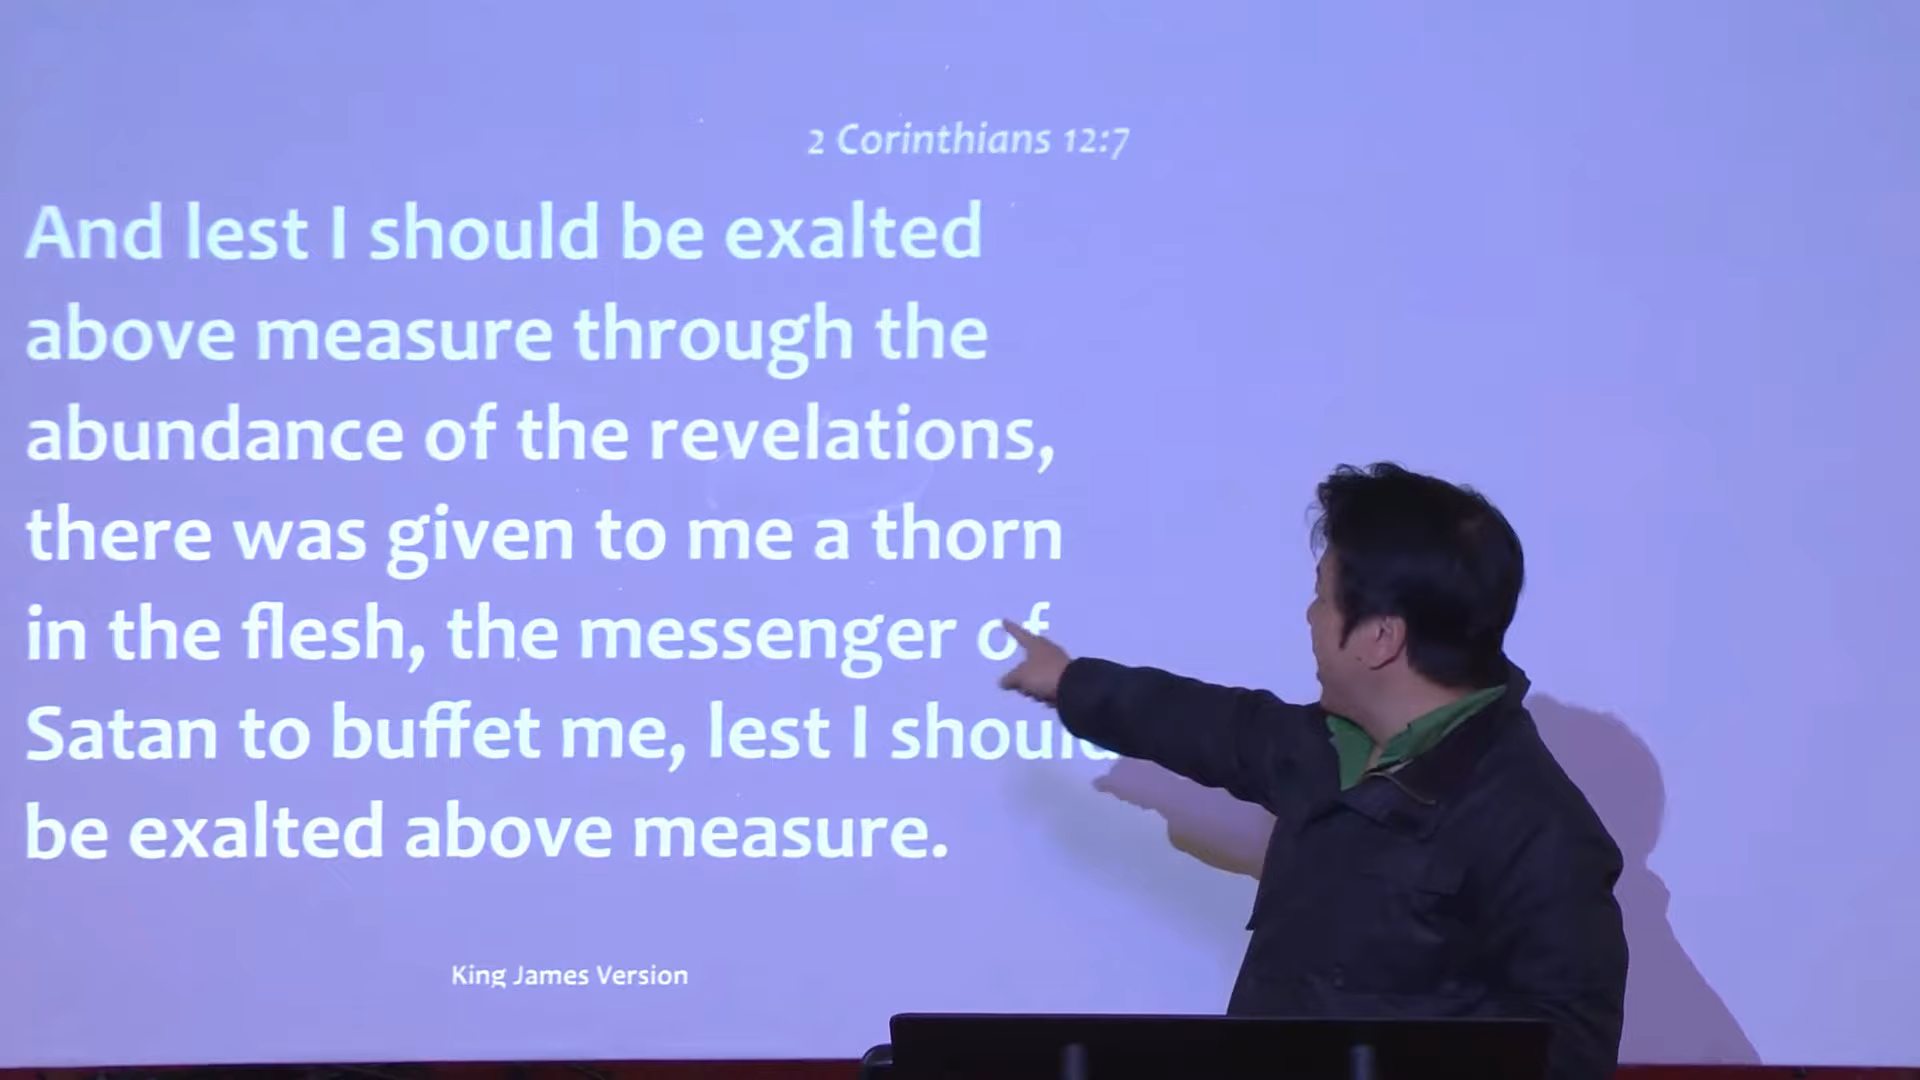 2 Corinthians 12:7
And lest I should be exalted
above measure through the
abundance of the revelations,
there was given to me a thorn
in the flesh, the messenger of
Satan to buffet me, lest I should
be exalted above measure.
King James Version